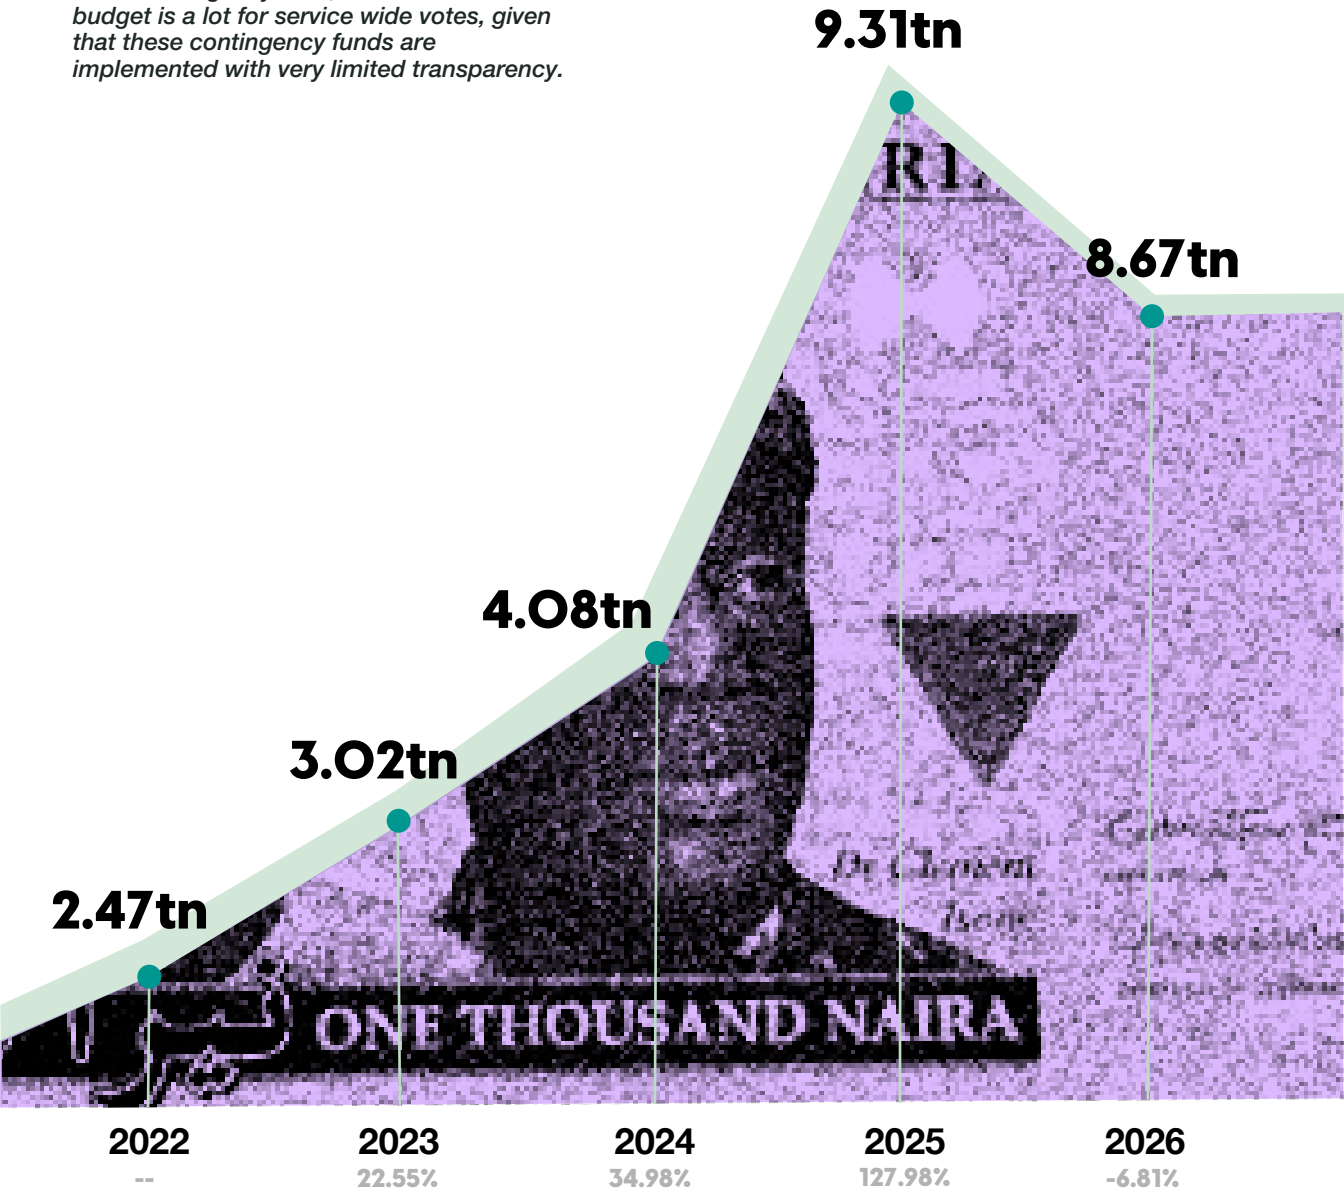 budget is a lot for service wide votes, given
that these contingency funds are
implemented with very limited transparency.
9.31tn
8.67tn
4.08tn
3.02tn
2.47tn
ONE THOUSAND NAIRA
2022 2023 2024 2025 2026
-- 22.55% 34.98% 127.98% -6.81%